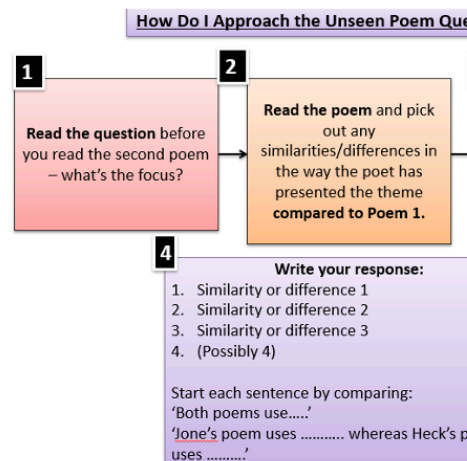 How Do I Approach the Unseen Poem Que
1
2
Read the question before
you read the second poem
– what's the focus?
Read the poem and pick
out any
similarities/differences in
the way the poet has
presented the theme
compared to Poem 1.
4
Write your response:
1. Similarity or difference 1
2. Similarity or difference 2
3. Similarity or difference 3
4. (Possibly 4)
Start each sentence by comparing:
'Both poems use.....'
'Jone's poem uses ........... whereas Heck's p
uses ..........'